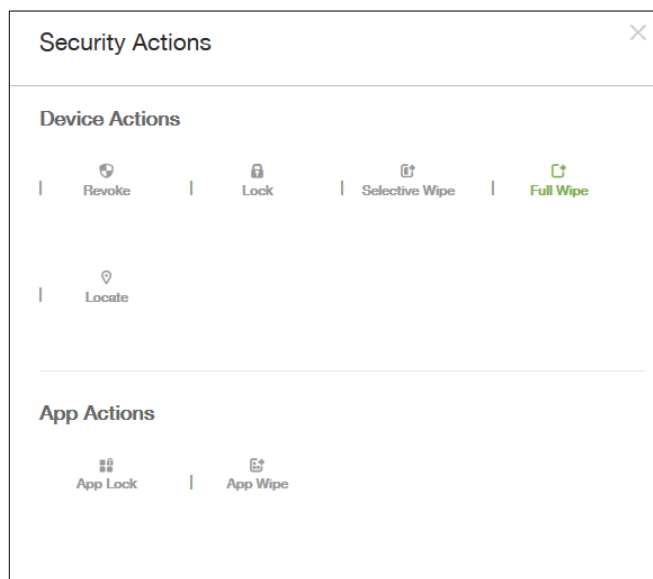 Security Actions
Device Actions
Revoke | Lock | Selective Wipe | Full Wipe
Locate
App Actions
App Lock | App Wipe